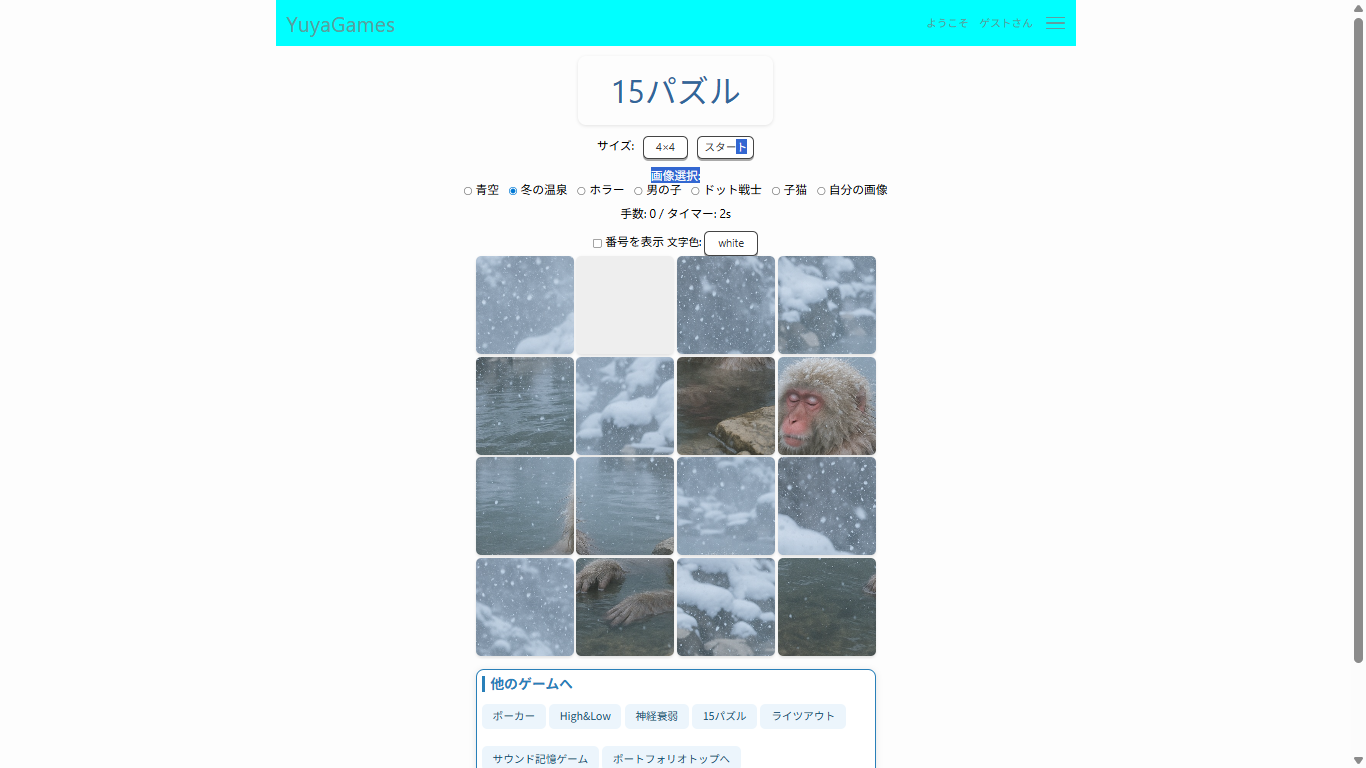 YuyaGames
ようこそ ゲストさん
15パズル
サイズ: 4×4 スタート
画像選択:
青空 冬の温泉 ホラー 男の子 ドット戦士 子猫 自分の画像
手数: 0 / タイマー: 2s
番号を表示 文字色: white
他のゲームへ
ポーカー High&Low 神経衰弱 15パズル ライツアウト
サウンド記憶ゲーム ポートフォリオトップへ